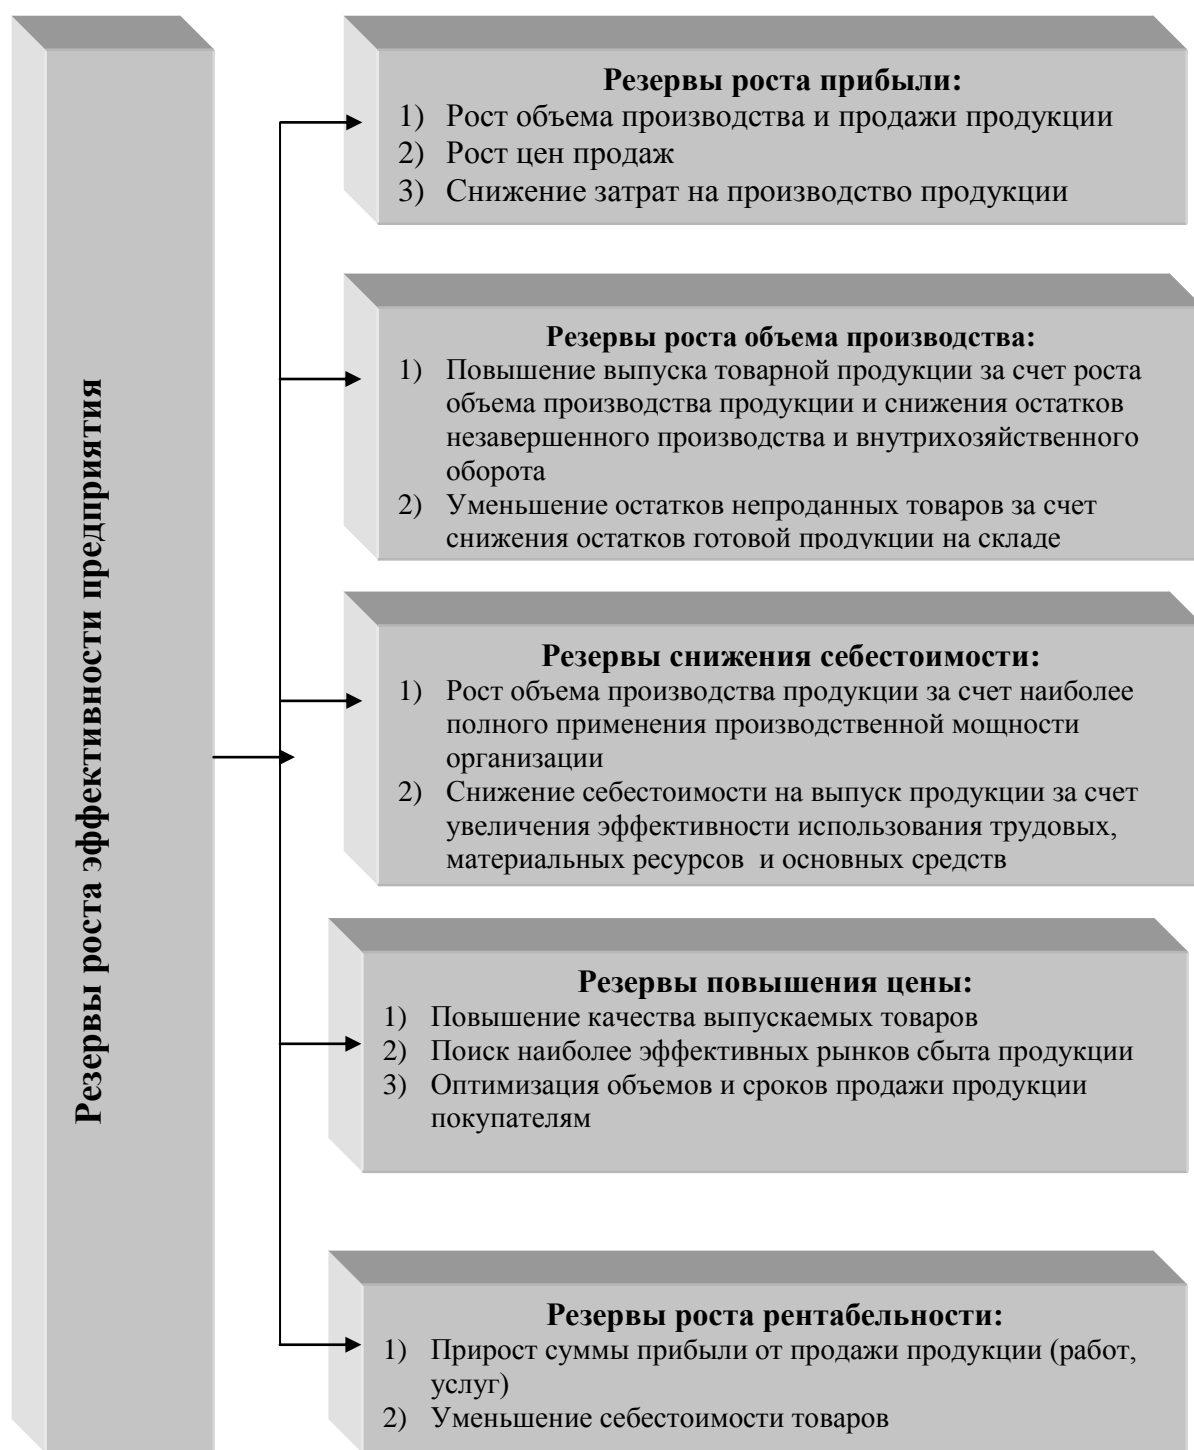 Резервы роста эффективности предприятия
Резервы роста прибыли:
1) Рост объема производства и продажи продукции
2) Рост цен продаж
3) Снижение затрат на производство продукции
Резервы роста объема производства:
1) Повышение выпуска товарной продукции за счет роста
объема производства продукции и снижения остатков
незавершенного производства и внутрихозяйственного
оборота
2) Уменьшение остатков непроданных товаров за счет
снижения остатков готовой продукции на складе
Резервы снижения себестоимости:
1) Рост объема производства продукции за счет наиболее
полного применения производственной мощности
организации
2) Снижение себестоимости на выпуск продукции за счет
увеличения эффективности использования трудовых,
материальных ресурсов и основных средств
Резервы повышения цены:
1) Повышение качества выпускаемых товаров
2) Поиск наиболее эффективных рынков сбыта продукции
3) Оптимизация объемов и сроков продажи продукции
покупателям
Резервы роста рентабельности:
1) Прирост суммы прибыли от продажи продукции (работ,
услуг)
2) Уменьшение себестоимости товаров